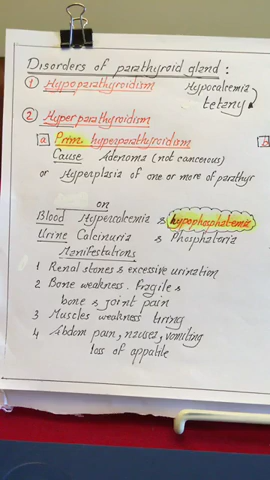 Disorders of parathyroid gland :
① Hypoparathyroidism Hypocalcemia
tetany
② Hyperparathyroidism
a Prim hyperparathyroidism
Cause Adenoma (not cancerous)
or Hyperplasia of one or more of parathyr
on
Blood Hypercalcemia & hypophosphatemia
Urine Calcinuria & Phosphaturia
Manifestations
1 Renal stones & excessive urination
2 Bone weakness. Fragile &
bone & joint pain
3 Muscles weakness tiring
4 Abdom pain, nausea, vomiting
loss of appatite